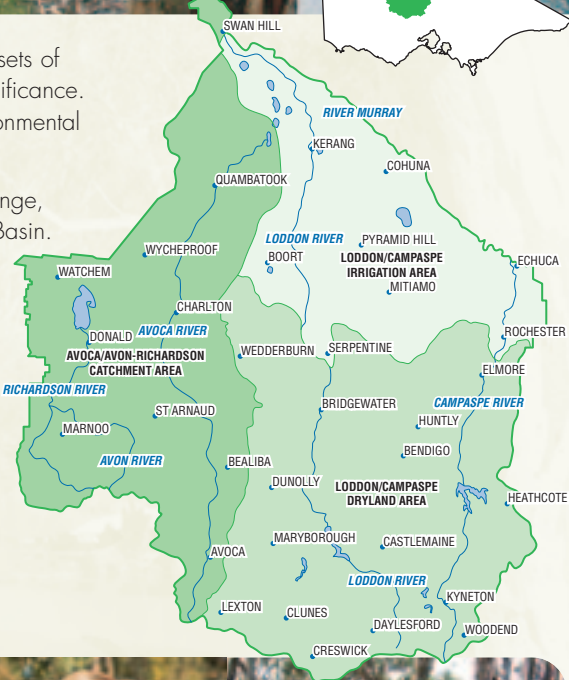 sets of
ificance.
onmental
nge,
Basin.
SWAN HILL
RIVER MURRAY
KERANG
COHUNA
QUAMBATOOK
LODDON RIVER
PYRAMID HILL
WYCHEPROOF
BOORT
LODDON/CAMPASPE
IRRIGATION AREA
ECHUCA
WATCHEM
MITIAMO
CHARLTON
DONALD
AVOCA RIVER
ROCHESTER
AVOCA/AVON-RICHARDSON
CATCHMENT AREA
WEDDERBURN
SERPENTINE
ELMORE
RICHARDSON RIVER
BRIDGEWATER
CAMPASPE RIVER
ST ARNAUD
HUNTLY
MARNOO
BENDIGO
AVON RIVER
BEALIBA
DUNOLLY
LODDON/CAMPASPE
DRYLAND AREA
HEATHCOTE
MARYBOROUGH
CASTLEMAINE
AVOCA
LODDON RIVER
KYNETON
LEXTON
CLUNES
DAYLESFORD
WOODEND
CRESWICK